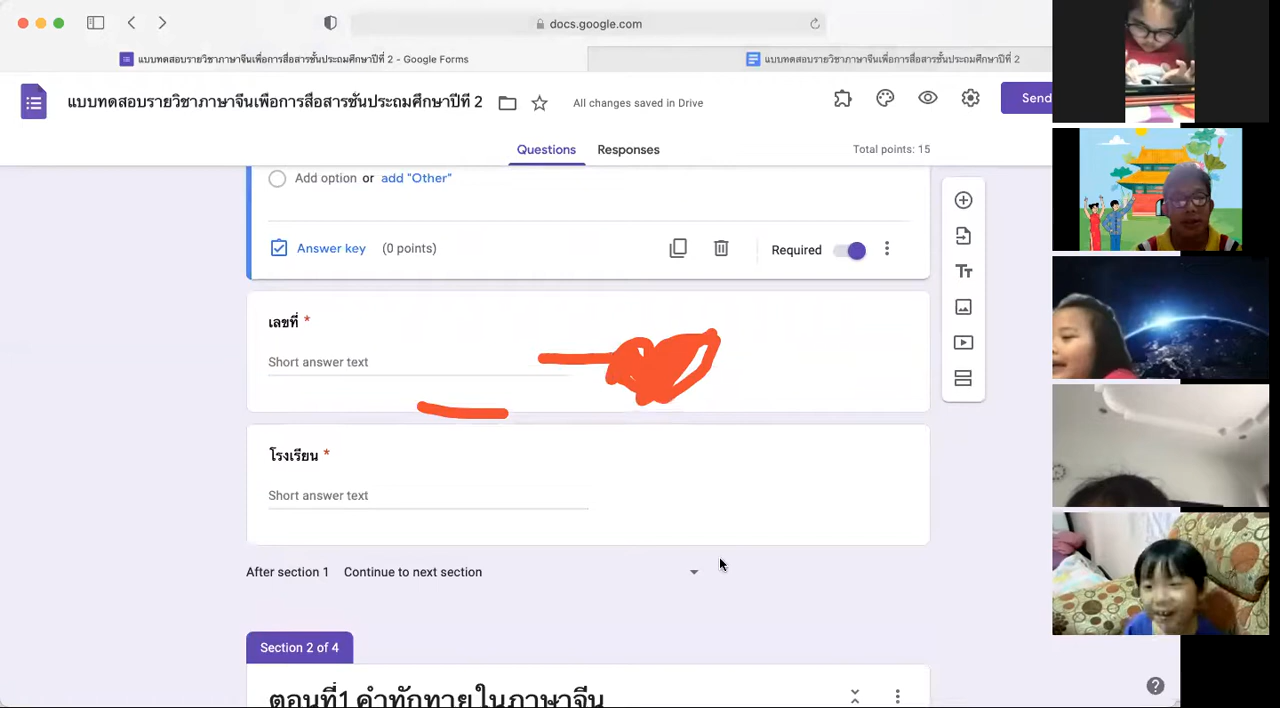 docs.google.com
แบบทดสอบรายวิชาภาษาจีนเพื่อการสื่อสารชั้นประถมศึกษาปีที่ 2 - Google Forms
แบบทดสอบรายวิชาภาษาจีนเพื่อการสื่อสารชั้นประถมศึกษาปีที่ 2
แบบทดสอบรายวิชาภาษาจีนเพื่อการสื่อสารชั้นประถมศึกษาปีที่ 2
All changes saved in Drive
Send
Questions
Responses
Total points: 15
Add option or add "Other"
Answer key (0 points)
Required
เลขที่ *
Short answer text
โรงเรียน *
Short answer text
After section 1 Continue to next section
Section 2 of 4
ตอนที่1 คำทักทายในภาษาจีน